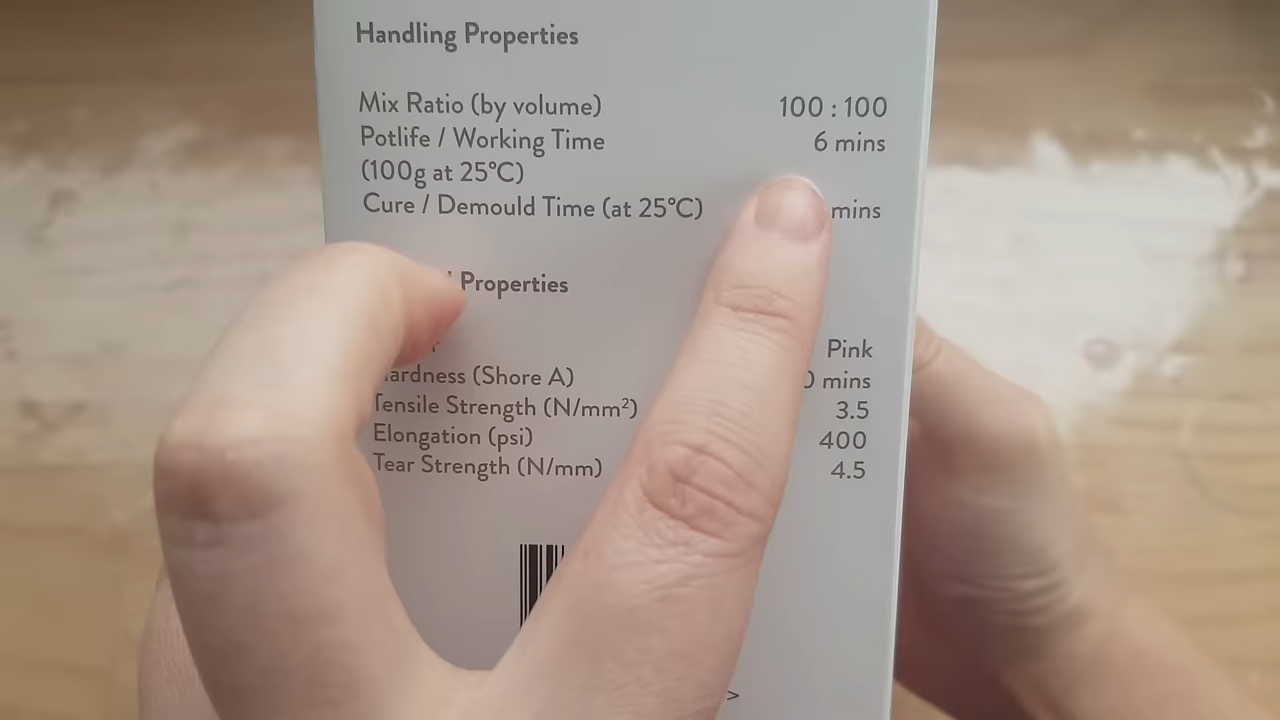 Handling Properties
Mix Ratio (by volume) 100 : 100
Potlife / Working Time 6 mins
(100g at 25°C)
Cure / Demould Time (at 25°C) mins
Properties
Pink
(Shore A) mins
Tensile Strength (N/mm²) 3.5
Elongation (psi) 400
Tear Strength (N/mm) 4.5
>